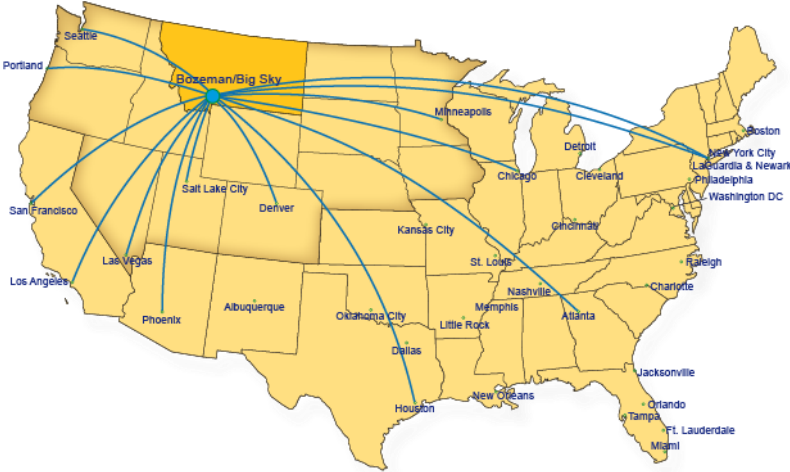 Seattle
Portland
Bozeman/Big Sky
Minneapolis
Boston
Detroit
New York City
LaGuardia & Newark
Chicago
Cleveland
Philadelphia
Salt Lake City
Washington DC
San Francisco
Denver
Kansas City
Cincinnati
Las Vegas
St. Louis
Raleigh
Los Angeles
Nashville
Charlotte
Albuquerque
Memphis
Phoenix
Oklahoma City
Little Rock
Atlanta
Dallas
Jacksonville
New Orleans
Houston
Orlando
Tampa
Ft. Lauderdale
Miami